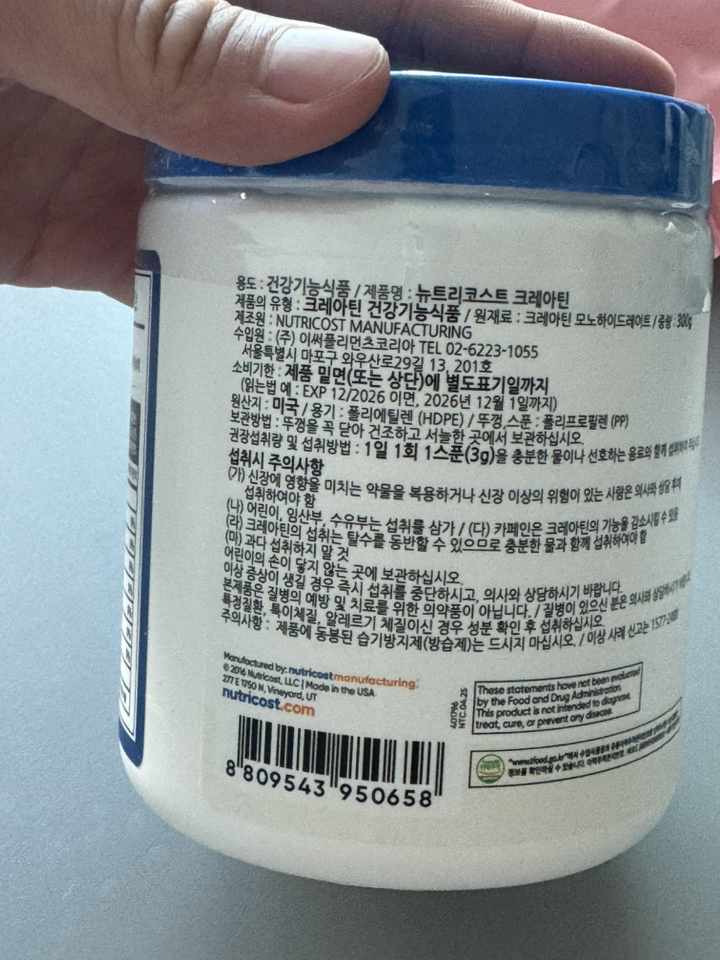 용도 : 건강기능식품 / 제품명 : 뉴트리코스트 크레아틴
제품의 유형 : 크레아틴 건강기능식품 / 원재료 : 크레아틴 모노하이드레이트 / 중량 : 300g
제조원 : NUTRICOST MANUFACTURING
수입원 : (주) 이써플리먼츠코리아 TEL 02-6223-1055
서울특별시 마포구 와우산로29길 13, 201호
소비기한 : 제품 밑면(또는 상단)에 별도표기일까지
(읽는법 예 : EXP 12/2026 이면, 2026년 12월 1일까지)
원산지 : 미국 / 용기 : 폴리에틸렌 (HDPE) / 뚜껑,스푼 : 폴리프로필렌 (PP)
보관방법 : 뚜껑을 꼭 닫아 건조하고 서늘한 곳에서 보관하십시오.
권장섭취량 및 섭취방법 : 1일 1회 1스푼(3g)을 충분한 물이나 선호하는 음료와 함께 섭취하여
섭취시 주의사항
(가) 신장에 영향을 미치는 약물을 복용하거나 신장 이상의 위험이 있는 사람은 의사와 상담 후에
섭취하여야 함
(나) 어린이, 임산부, 수유부는 섭취를 삼가 / (다) 카페인은 크레아틴의 기능을 감소시킬 수 있음
(라) 크레아틴의 섭취는 탈수를 동반할 수 있으므로 충분한 물과 함께 섭취하여야 함
(마) 과다 섭취하지 말 것
어린이의 손이 닿지 않는 곳에 보관하십시오.
이상 증상이 생길 경우 즉시 섭취를 중단하시고, 의사와 상담하시기 바랍니다.
본제품은 질병의 예방 및 치료를 위한 의약품이 아닙니다. / 질병이 있으신 분은 의사와 상담하시기
특정질환, 특이체질, 알레르기 체질이신 경우 성분 확인 후 섭취하십시오
주의사항 : 제품에 동봉된 습기방지제(방습제)는 드시지 마십시오. / 이상 사례 신고는 1577-2488
Manufactured by: nutricostmanufacturing
© 2016 Nutricost, LLC | Made in the USA
277 E 1750 N, Vineyard, UT
nutricost.com
8 809543 950658
401796
NTC.04.23
These statements have not been evaluated
by the Food and Drug Administration.
This product is not intended to diagnose,
treat, cure, or prevent any disease.